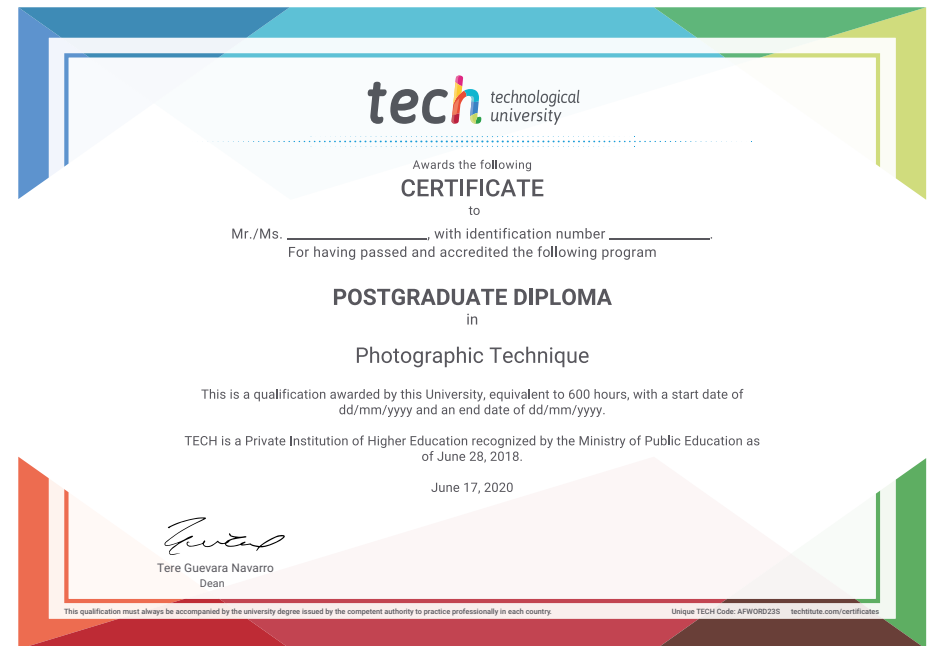 tech technological
university
Awards the following
CERTIFICATE
to
Mr./Ms. ____________________, with identification number ______________.
For having passed and accredited the following program
POSTGRADUATE DIPLOMA
in
Photographic Technique
This is a qualification awarded by this University, equivalent to 600 hours, with a start date of
dd/mm/yyyy and an end date of dd/mm/yyyy.
TECH is a Private Institution of Higher Education recognized by the Ministry of Public Education as
of June 28, 2018.
June 17, 2020
Tere Guevara Navarro
Dean
This qualification must always be accompanied by the university degree issued by the competent authority to practice professionally in each country.
Unique TECH Code: AFWORD23S techtitute.com/certificates